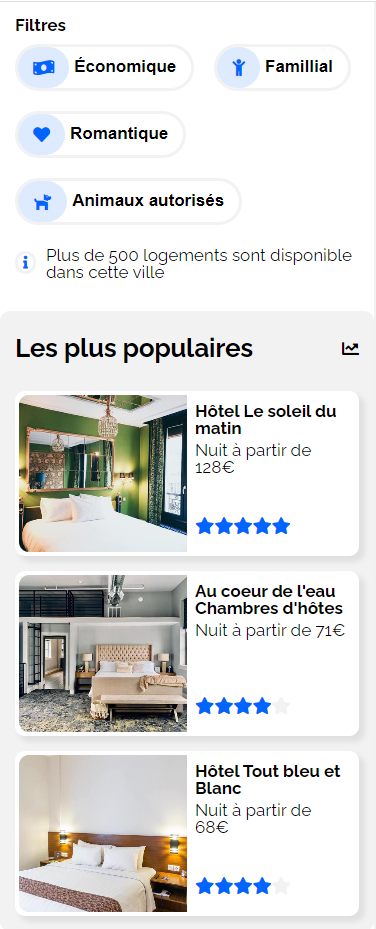 Filtres
Économique
Famillial
Romantique
Animaux autorisés
Plus de 500 logements sont disponible
dans cette ville
Les plus populaires
Hôtel Le soleil du
matin
Nuit à partir de
128€
Au coeur de l'eau
Chambres d'hôtes
Nuit à partir de 71€
Hôtel Tout bleu et
Blanc
Nuit à partir de
68€